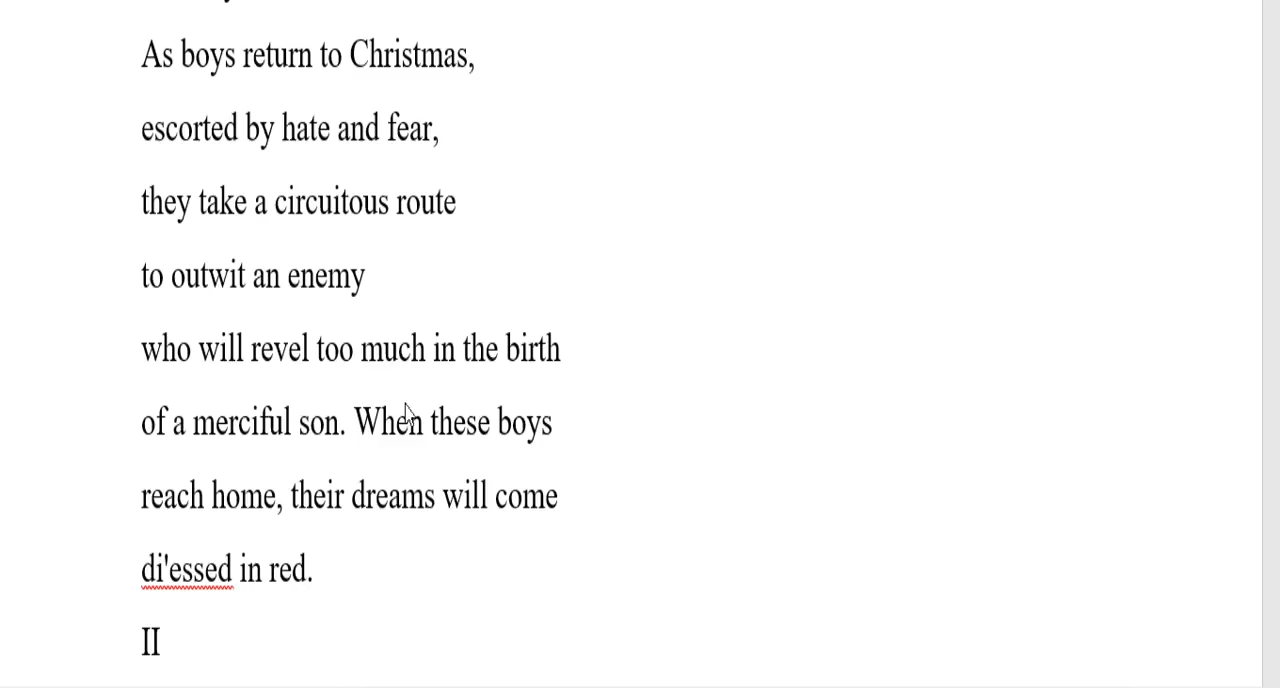 As boys return to Christmas,
escorted by hate and fear,
they take a circuitous route
to outwit an enemy
who will revel too much in the birth
of a merciful son. When these boys
reach home, their dreams will come
di'essed in red.
II